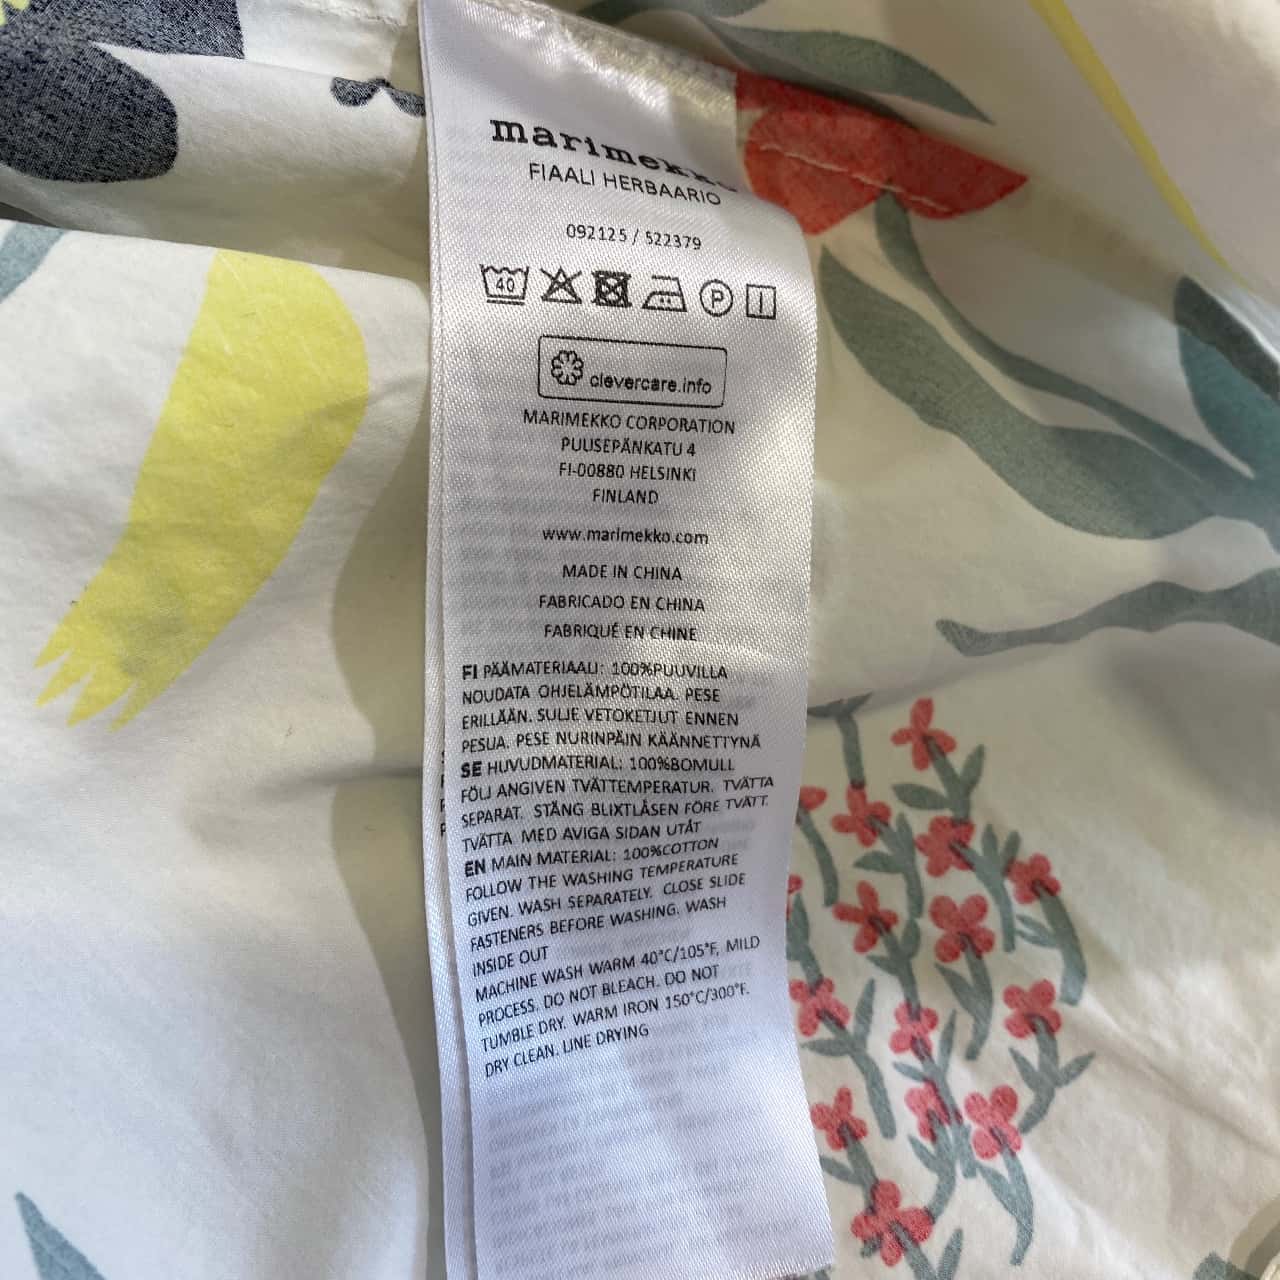 marimekko
FIAALI HERBAARIO
092125 / 522379
40
P
clevercare.info
MARIMEKKO CORPORATION
PUUSEPÄNKATU 4
FI-00880 HELSINKI
FINLAND
www.marimekko.com
MADE IN CHINA
FABRICADO EN CHINA
FABRIQUÉ EN CHINE
FI PÄÄMATERIAALI: 100%PUUVILLA
NOUDATA OHJELÄMPÖTILAA. PESE
ERILLÄÄN. SULJE VETOKETJUT ENNEN
PESUA. PESE NURINPÄIN KÄÄNNETTYNÄ
SE HUVUDMATERIAL: 100%BOMULL
FÖLJ ANGIVEN TVÄTTEMPERATUR. TVÄTTA
SEPARAT. STÄNG BLIXTLÅSEN FÖRE TVÄTT.
TVÄTTA MED AVIGA SIDAN UTÅT
EN MAIN MATERIAL: 100%COTTON
FOLLOW THE WASHING TEMPERATURE
GIVEN. WASH SEPARATELY. CLOSE SLIDE
FASTENERS BEFORE WASHING. WASH
INSIDE OUT
MACHINE WASH WARM 40°C/105°F, MILD
PROCESS. DO NOT BLEACH. DO NOT
TUMBLE DRY. WARM IRON 150°C/300°F.
DRY CLEAN. LINE DRYING